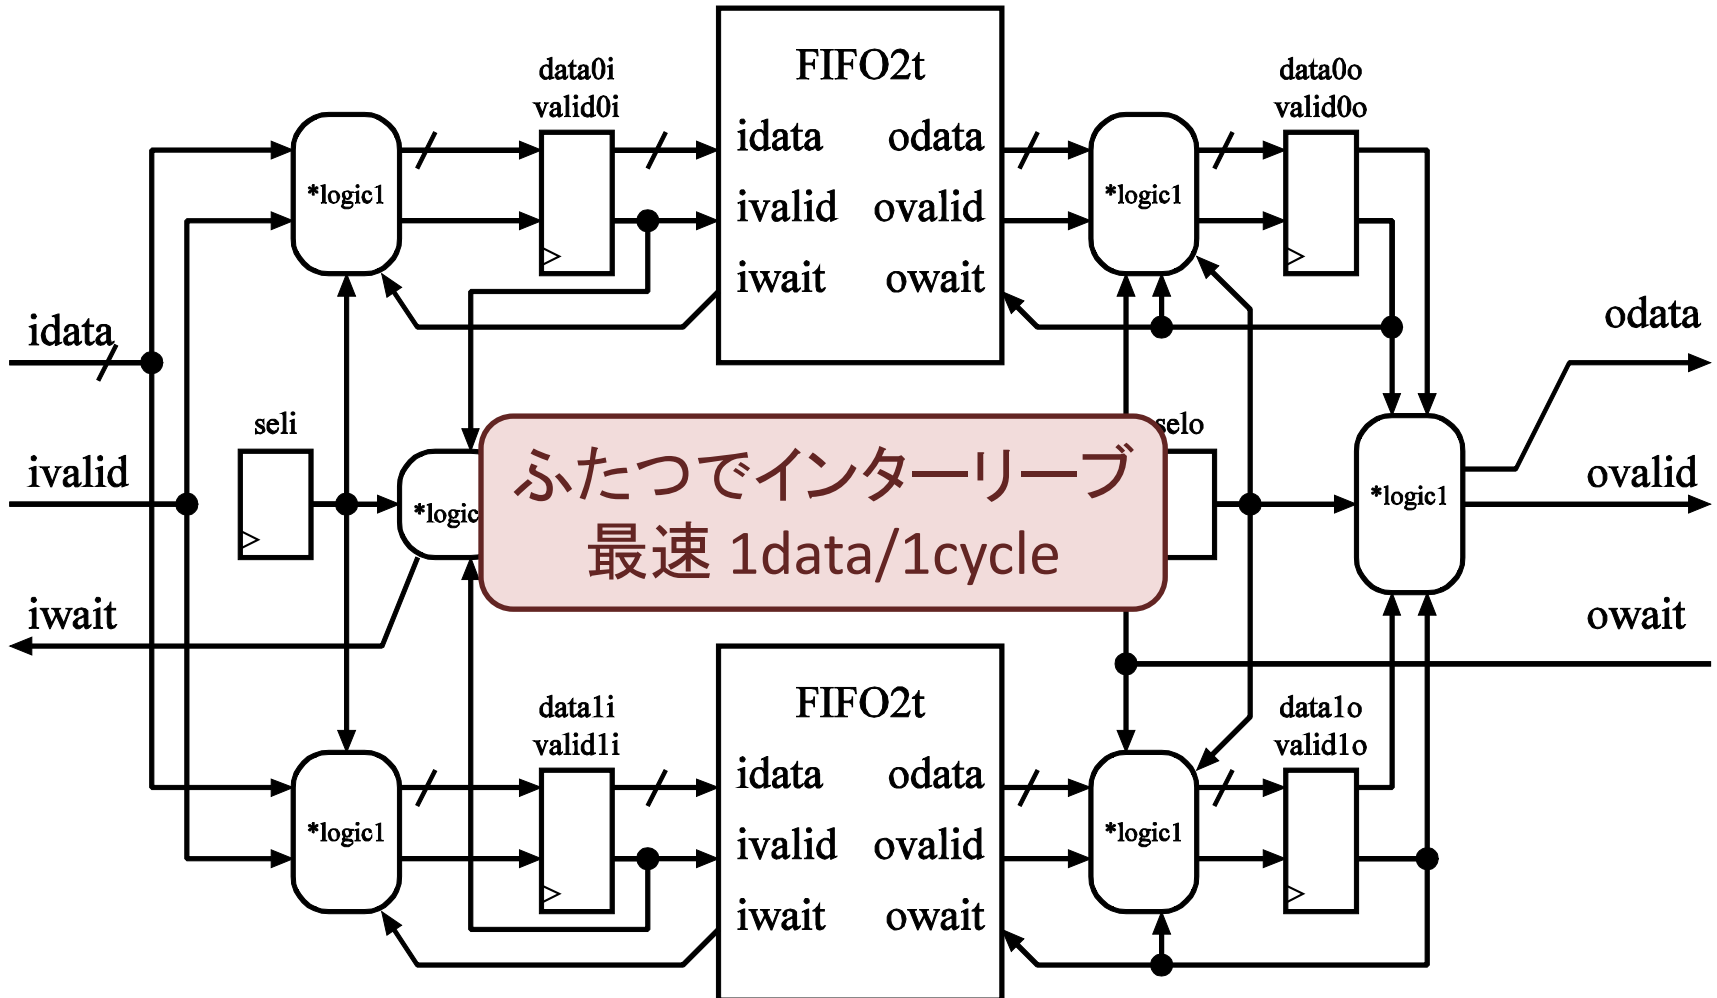 FIFO2t
data0i
valid0i
data0o
valid0o
idata
odata
*logic1
*logic1
ivalid
ovalid
iwait
owait
idata
odata
seli
selo
ivalid
ovalid
*logic
*logic1
ふたつでインターリーブ
最速 1data/1cycle
iwait
owait
FIFO2t
data1i
valid1i
data1o
valid1o
idata
odata
*logic1
*logic1
ivalid
ovalid
iwait
owait